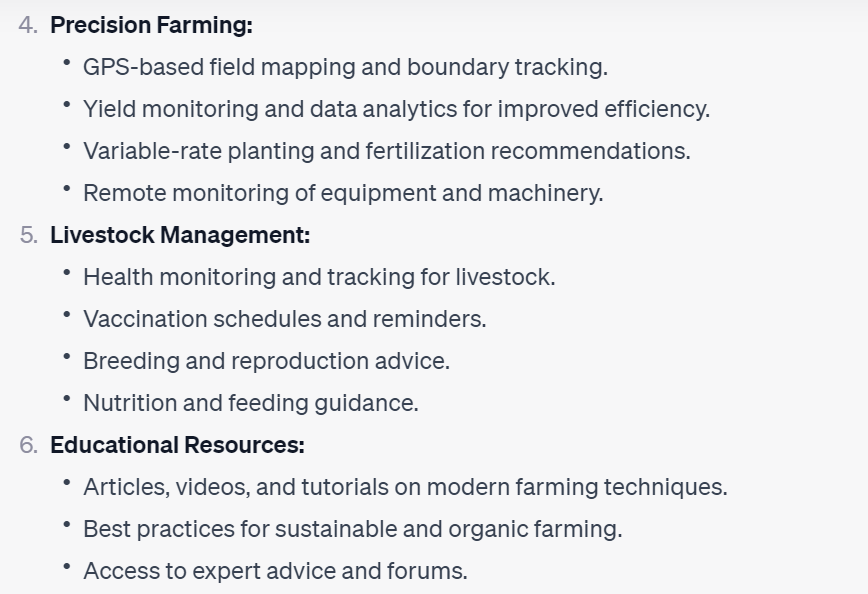 4. Precision Farming:
• GPS-based field mapping and boundary tracking.
• Yield monitoring and data analytics for improved efficiency.
• Variable-rate planting and fertilization recommendations.
• Remote monitoring of equipment and machinery.
5. Livestock Management:
• Health monitoring and tracking for livestock.
• Vaccination schedules and reminders.
• Breeding and reproduction advice.
• Nutrition and feeding guidance.
6. Educational Resources:
• Articles, videos, and tutorials on modern farming techniques.
• Best practices for sustainable and organic farming.
• Access to expert advice and forums.